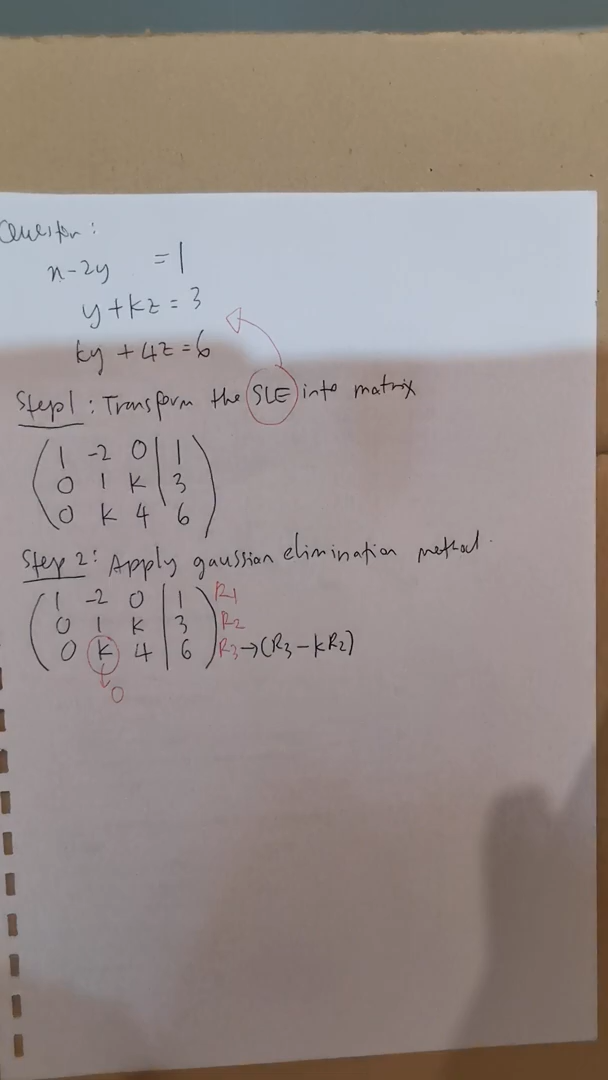 Question:
x-2y = 1
y+kz = 3
ky + 4z = 6
Step 1: Transform the SLE into matrix
1 -2 0 | 1
0 1 k | 3
0 k 4 | 6
Step 2: Apply gaussian elimination method.
1 -2 0 | 1 R1
0 1 k | 3 R2
0 k 4 | 6 R3→(R3-kR2)
0